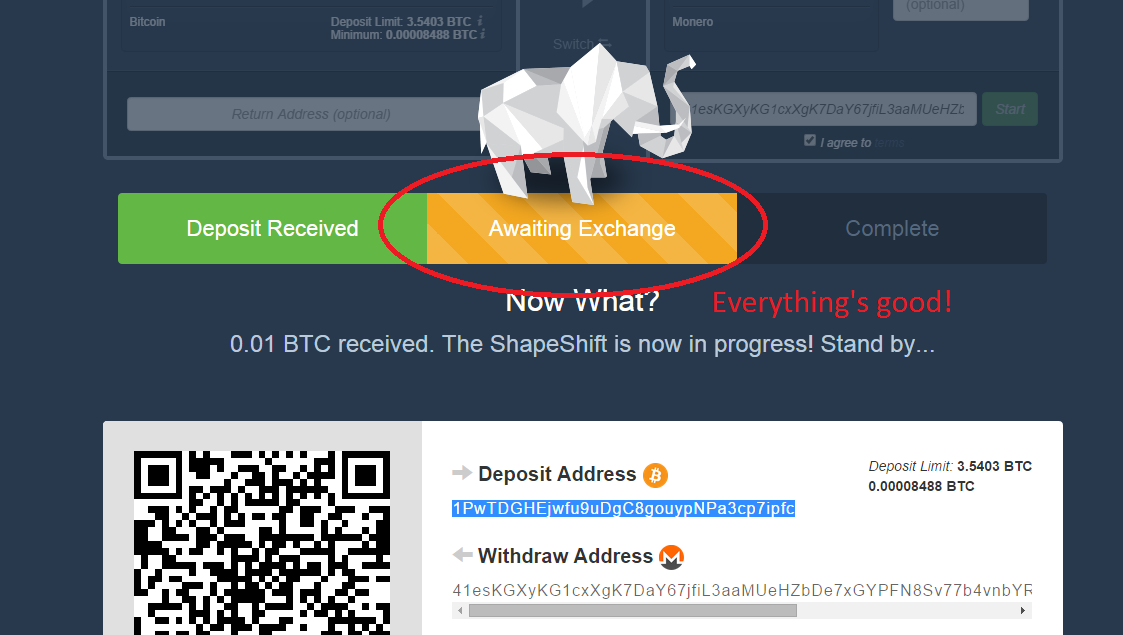 (optional)
Bitcoin
Deposit Limit: 3.5403 BTC i
Minimum: 0.00008488 BTC i
Monero
Switch
Return Address (optional)
1esKGXyKG1cxXgK7DaY67jfiL3aaMUeHZb
Start
I agree to terms
Deposit Received
Awaiting Exchange
Complete
Now What?
Everything's good!
0.01 BTC received. The ShapeShift is now in progress! Stand by...
Deposit Address
Deposit Limit: 3.5403 BTC
0.00008488 BTC
1PwTDGHEjwfu9uDgC8gouypNPa3cp7ipfc
Withdraw Address
41esKGXyKG1cxXgK7DaY67jfiL3aaMUeHZbDe7xGYPFN8Sv77b4vnbYR